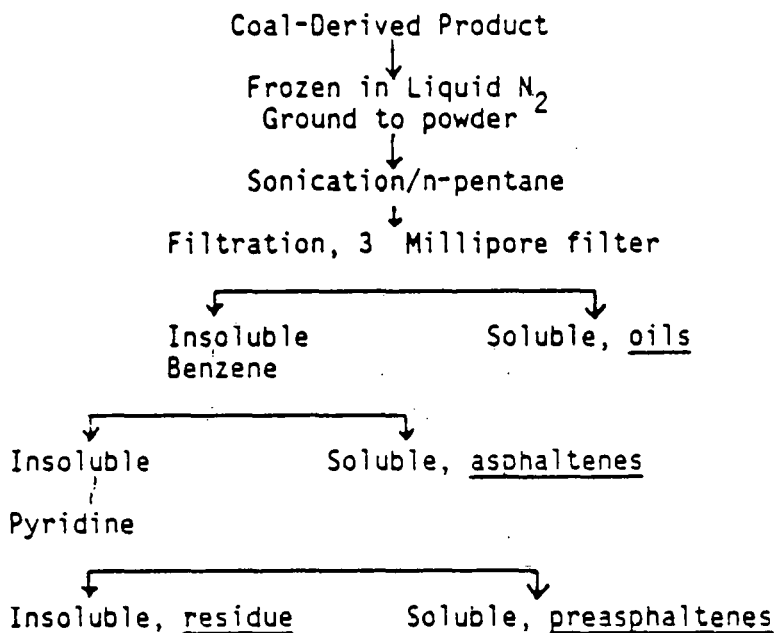 Coal-Derived Product
Frozen in Liquid N2
Ground to powder
Sonication/n-pentane
Filtration, 3 Millipore filter
Insoluble Soluble, oils
Benzene
Insoluble Soluble, asphaltenes
Pyridine
Insoluble, residue Soluble, preasphaltenes